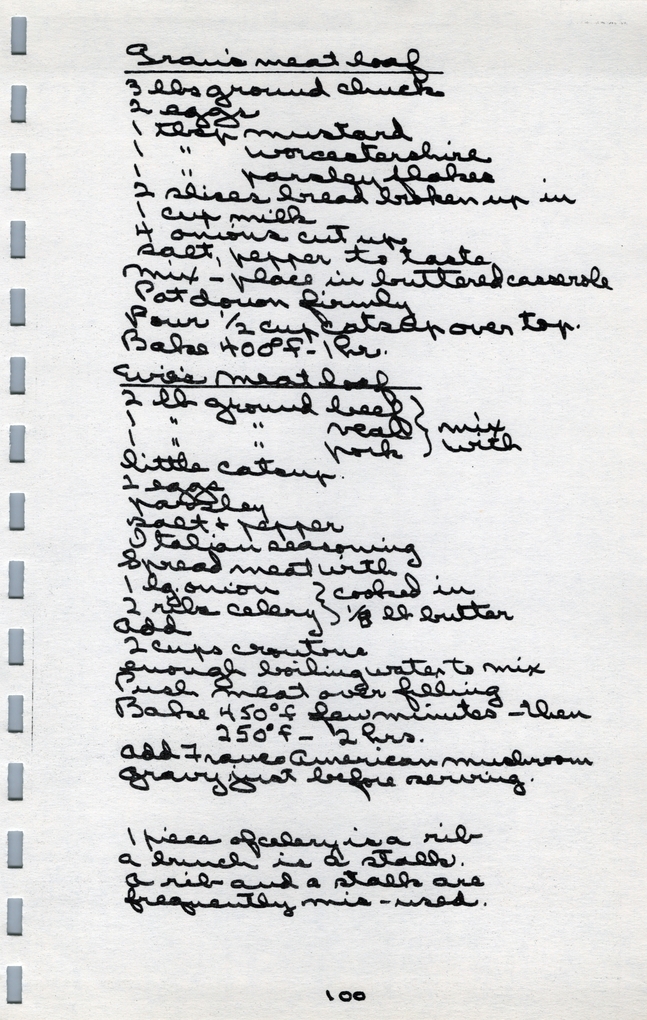 Gran's meat loaf
3 lbs ground chuck
2 eggs
1 tbsp mustard
1 " worcestershire
1 " parsley flakes
2 slices bread broken up in
1 cup milk
4 onions cut up
salt, pepper to taste
mix - place in buttered casserole
Pat down firmly
Pour 1/2 cup catsup over top.
Bake 400°F - 1 hr.
Evie's meat loaf
2 lb ground beef } mix
1 " " veal } with
1 " " pork
little catsup.
2 eggs
parsley
salt + pepper
Italian seasoning
Spread meat with
1 lg onion } cooked in
2 ribs celery } 1/8 lb butter
add
2 cups croutons
enough boiling water to mix
Push meat over filling
Bake 450°F few minutes - then
250°F - 2 hrs.
add Franco American mushroom
gravy just before serving.
1 piece of celery is a rib
a bunch is a stalk.
a rib and a stalk are
frequently mis-used.
100